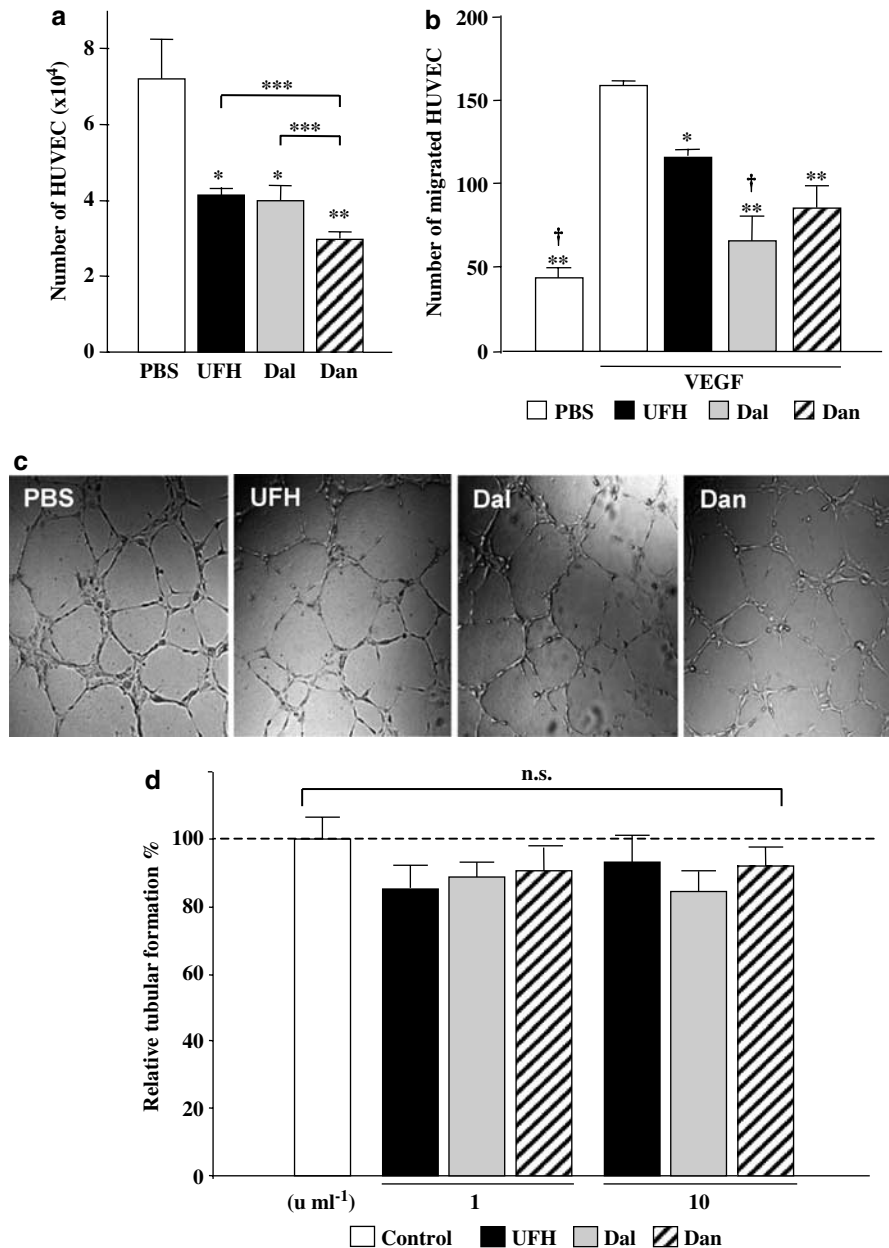 a
Number of HUVEC (x10⁴)
8
6
4
2
0
***
***
*
*
**
PBS UFH Dal Dan
b
Number of migrated HUVEC
200
150
100
50
0
†
**
*
†
**
**
VEGF
PBS UFH Dal Dan
c
PBS
UFH
Dal
Dan
d
Relative tubular formation %
n.s.
100
80
60
40
20
0
(u ml⁻¹) 1 10
Control UFH Dal Dan